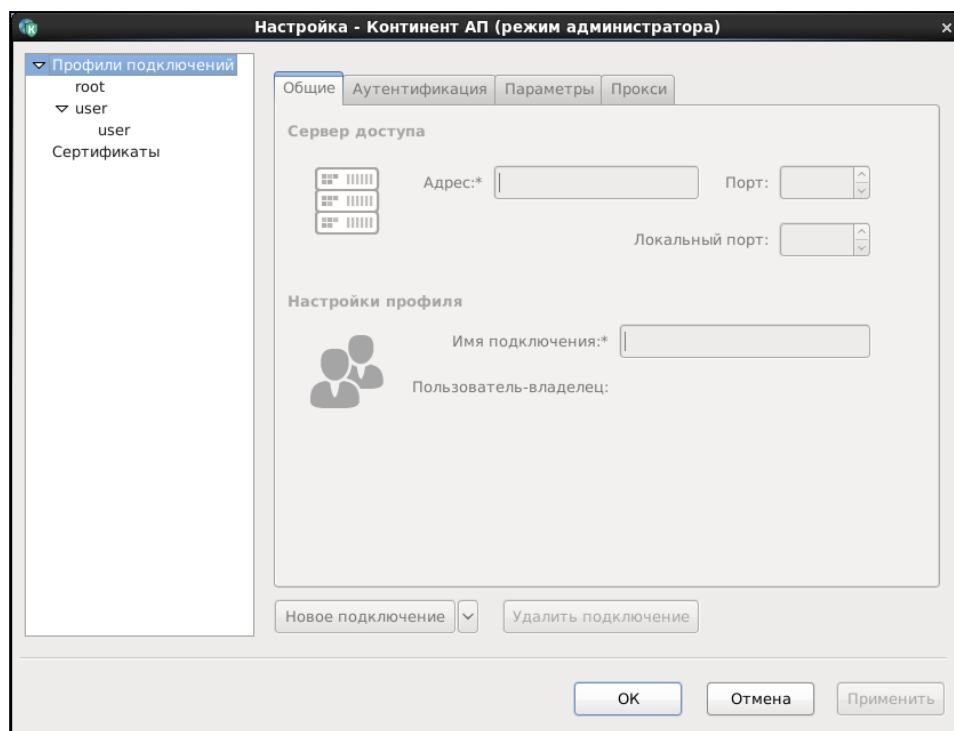 Настройка - Континент АП (режим администратора)
Профили подключений
root
user
user
Сертификаты
Общие Аутентификация Параметры Прокси
Сервер доступа
Адрес:* Порт:
Локальный порт:
Настройки профиля
Имя подключения:*
Пользователь-владелец:
Новое подключение Удалить подключение
ОК Отмена Применить